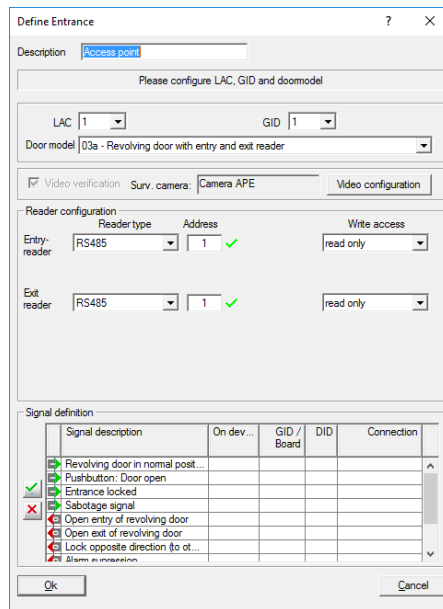 Define Entrance ? ×
Description Access point
Please configure LAC, GID and doormodel
LAC 1 GID 1
Door model 03a - Revolving door with entry and exit reader
Video verification Surv. camera: Camera APE Video configuration
Reader configuration
Reader type Address Write access
Entry-
reader RS485 1 read only
Exit
reader RS485 1 read only
Signal definition
Signal description On dev... GID /
Board DID Connection
Revolving door in normal posit...
Pushbutton: Door open
Entrance locked
Sabotage signal
Open entry of revolving door
Open exit of revolving door
Lock opposite direction (to ot...
Alarm supression
Ok Cancel